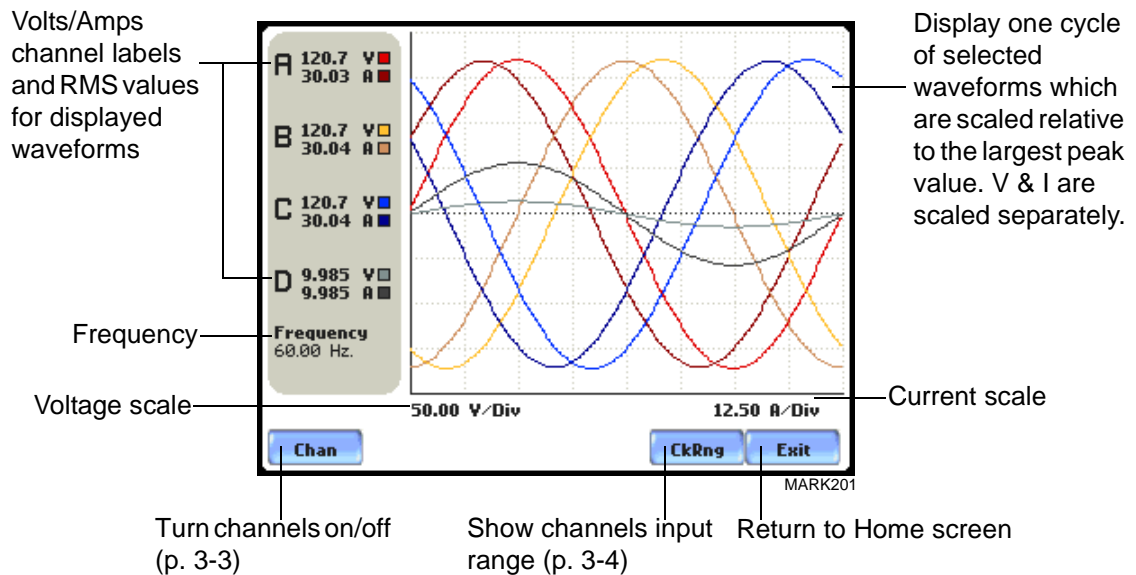 Volts/Amps
channel labels
and RMS values
for displayed
waveforms
A 120.7 V
30.03 A
B 120.7 V
30.04 A
C 120.7 V
30.04 A
D 9.985 V
9.985 A
Frequency
60.00 Hz.
Display one cycle
of selected
waveforms which
are scaled relative
to the largest peak
value. V & I are
scaled separately.
Frequency
Voltage scale
50.00 V/Div
12.50 A/Div
Current scale
Chan
CkRng
Exit
MARK201
Turn channels on/off
(p. 3-3)
Show channels input
range (p. 3-4)
Return to Home screen